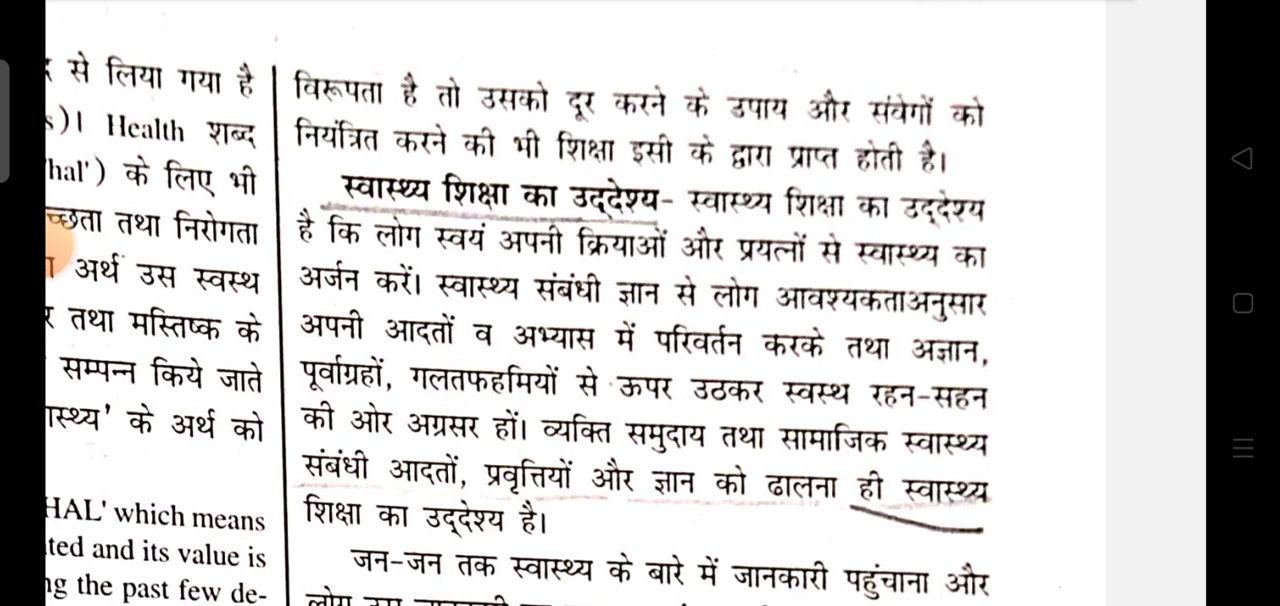 से लिया गया है
s)। Health शब्द
'hal') के लिए भी
च्छता तथा निरोगता
अर्थ उस स्वस्थ
र तथा मस्तिष्क के
सम्पन्न किये जाते
ास्थ्य' के अर्थ को
HAL' which means
ted and its value is
ng the past few de-
विरूपता है तो उसको दूर करने के उपाय और संवेगों को
नियंत्रित करने की भी शिक्षा इसी के द्वारा प्राप्त होती है।
स्वास्थ्य शिक्षा का उद्देश्य- स्वास्थ्य शिक्षा का उद्देश्य
है कि लोग स्वयं अपनी क्रियाओं और प्रयत्नों से स्वास्थ्य का
अर्जन करें। स्वास्थ्य संबंधी ज्ञान से लोग आवश्यकताअनुसार
अपनी आदतों व अभ्यास में परिवर्तन करके तथा अज्ञान,
पूर्वाग्रहों, गलतफहमियों से ऊपर उठकर स्वस्थ रहन-सहन
की ओर अग्रसर हों। व्यक्ति समुदाय तथा सामाजिक स्वास्थ्य
संबंधी आदतों, प्रवृत्तियों और ज्ञान को ढालना ही स्वास्थ्य
शिक्षा का उद्देश्य है।
जन-जन तक स्वास्थ्य के बारे में जानकारी पहुंचाना और
लोग